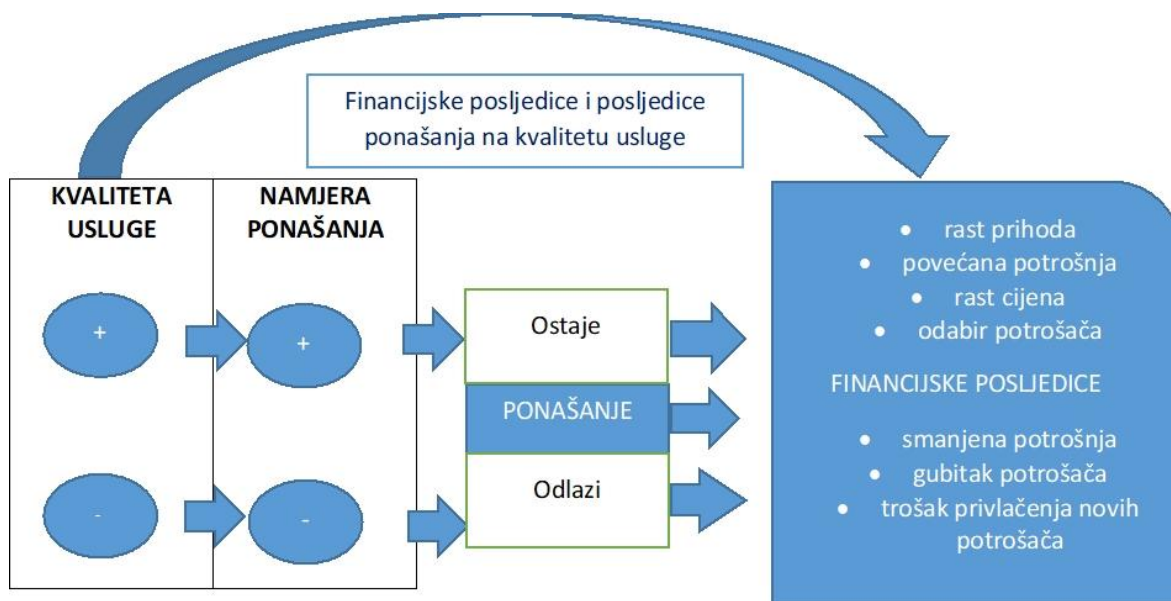 Financijske posljedice i posljedice
ponašanja na kvalitetu usluge
KVALITETA
USLUGE
NAMJERA
PONAŠANJA
+
+
-
-
Ostaje
PONAŠANJE
Odlazi
• rast prihoda
• povećana potrošnja
• rast cijena
• odabir potrošača
FINANCIJSKE POSLJEDICE
• smanjena potrošnja
• gubitak potrošača
• trošak privlačenja novih
potrošača